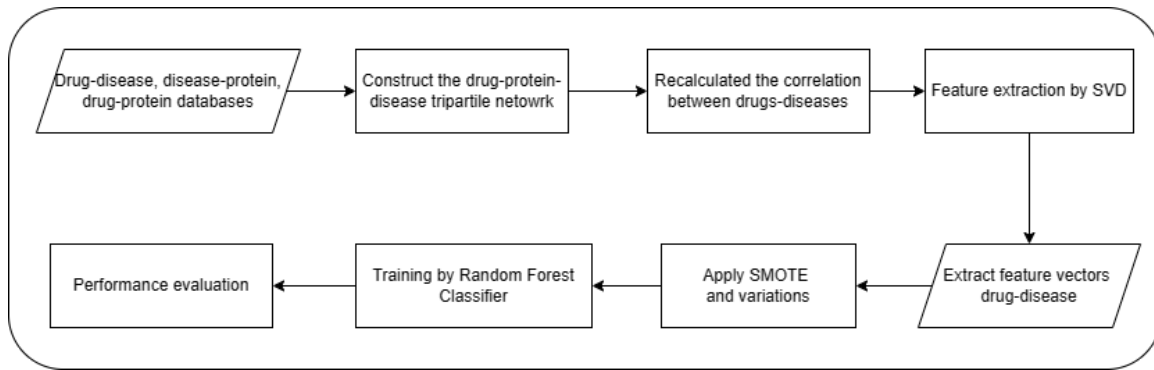 Drug-disease, disease-protein,
drug-protein databases
Construct the drug-protein-
disease tripartile netowrk
Recalculated the correlation
between drugs-diseases
Feature extraction by SVD
Extract feature vectors
drug-disease
Apply SMOTE
and variations
Training by Random Forest
Classifier
Performance evaluation